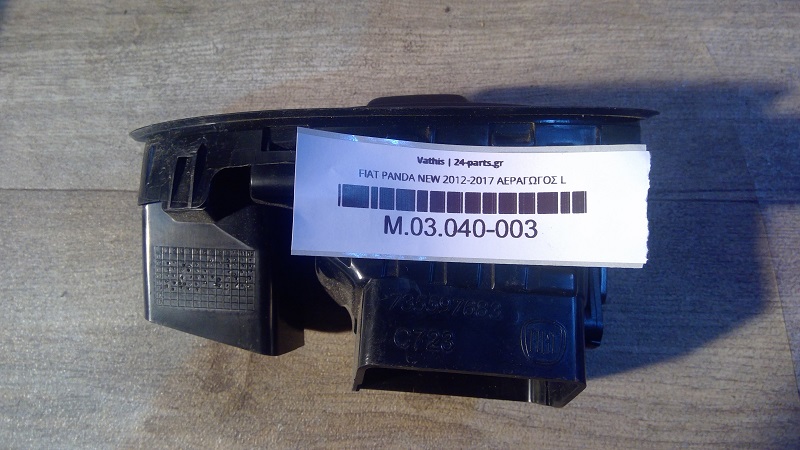 Vathis | 24-parts.gr
FIAT PANDA NEW 2012-2017 ΑΕΡΑΓΩΓΟΣ L
M.03.040-003
C723